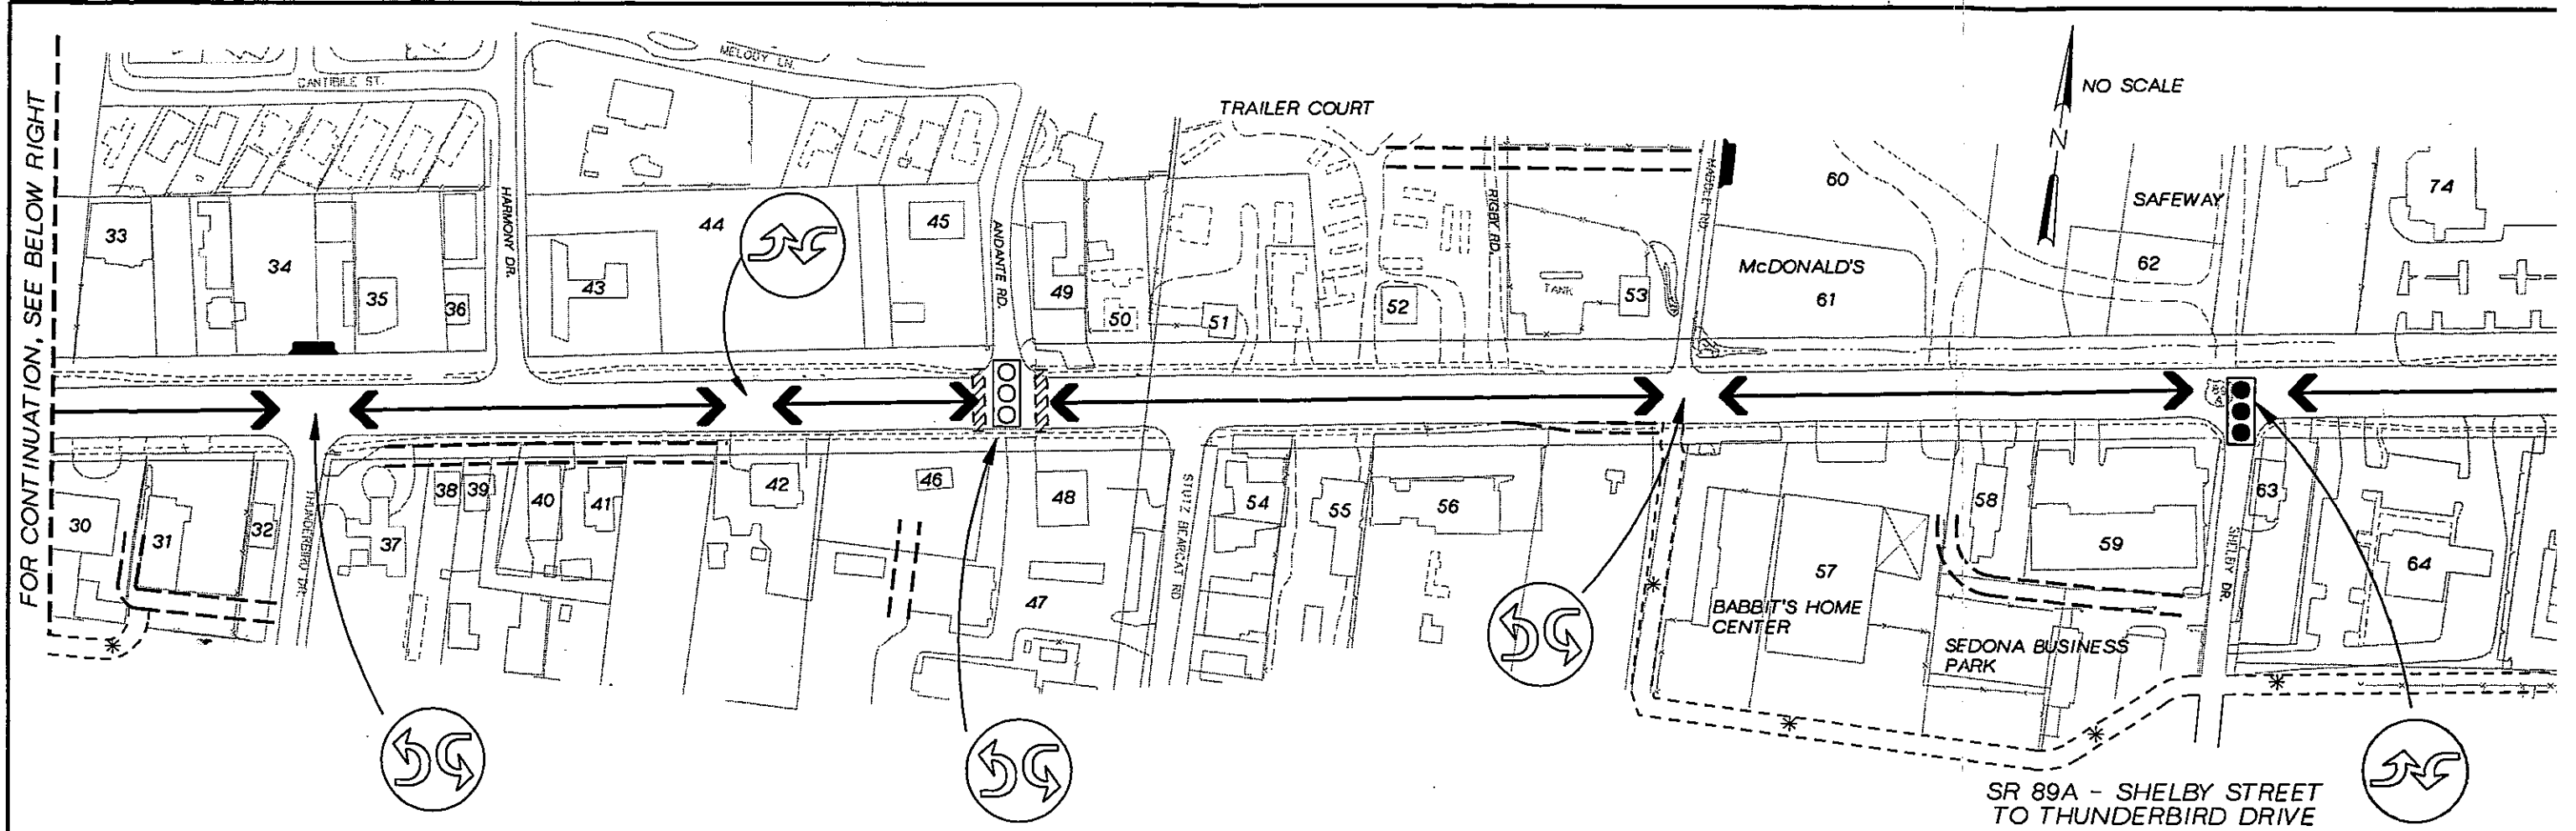 FOR CONTINUATION, SEE BELOW RIGHT
CANTIBILE ST.
MELODY LN.
TRAILER COURT
NO SCALE
N
HARMONY DR.
ANDANTE RD.
RIGBY RD.
SAFEWAY
McDONALD'S
TANK
33
34
35
36
43
44
45
49
50
51
52
53
60
61
62
74
30
31
32
THUNDERBIRD DR.
37
38
39
40
41
42
46
47
48
STUTZ BEARCAT RD
54
55
56
57
BABBIT'S HOME
CENTER
58
59
SEDONA BUSINESS
PARK
SHELBY DR.
63
64
SR 89A - SHELBY STREET
TO THUNDERBIRD DRIVE